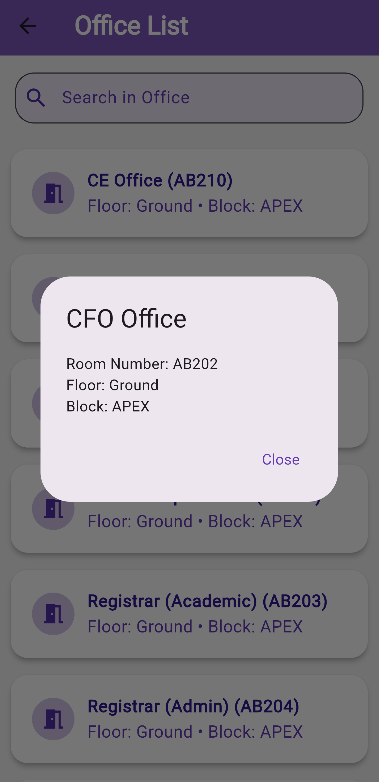 Office List
Search in Office
CE Office (AB210)
Floor: Ground • Block: APEX
CFO Office
Room Number: AB202
Floor: Ground
Block: APEX
Close
Floor: Ground • Block: APEX
Registrar (Academic) (AB203)
Floor: Ground • Block: APEX
Registrar (Admin) (AB204)
Floor: Ground • Block: APEX